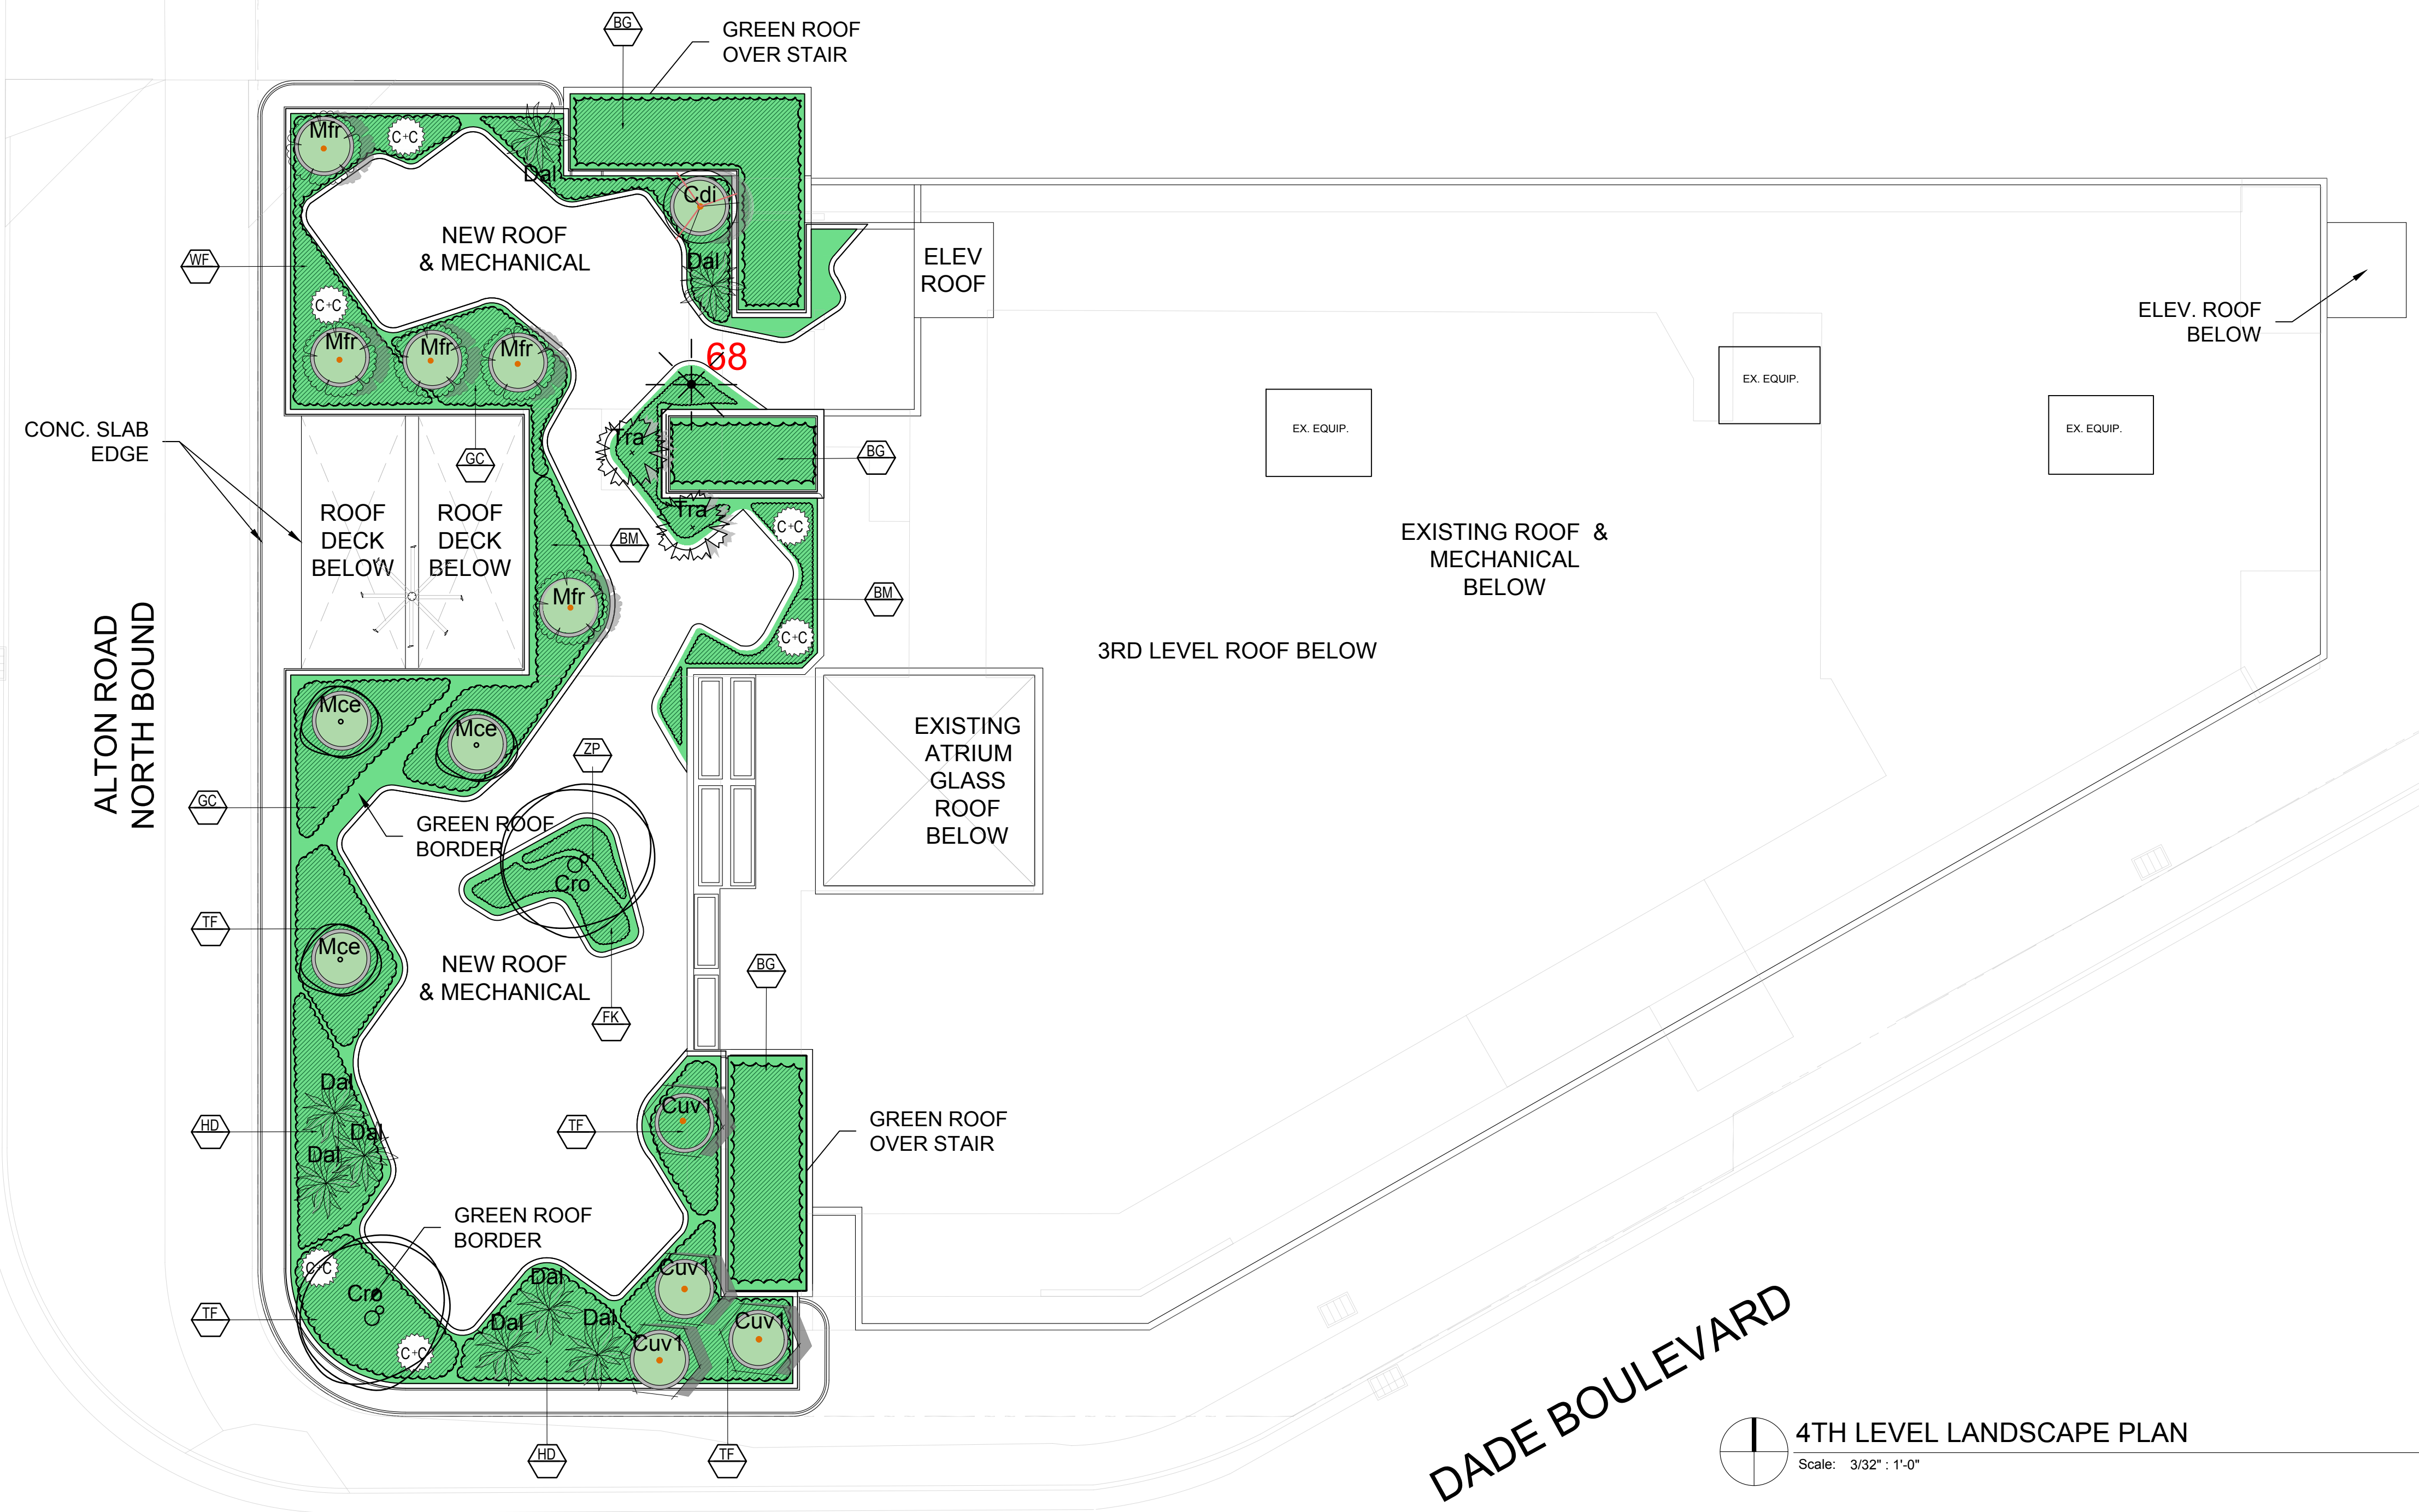 BG
GREEN ROOF
OVER STAIR
Mfr
C+C
Dal
Cdi
NEW ROOF
& MECHANICAL
WF
Dal
ELEV
ROOF
C+C
ELEV. ROOF
BELOW
Mfr
Mfr
Mfr
68
EX. EQUIP.
EX. EQUIP.
EX. EQUIP.
CONC. SLAB
EDGE
Tra
GC
BG
ROOF
DECK
BELOW
ROOF
DECK
BELOW
Tra
C+C
BM
EXISTING ROOF &
MECHANICAL
BELOW
Mfr
BM
C+C
3RD LEVEL ROOF BELOW
ALTON ROAD
NORTH BOUND
Mce
Mce
ZP
EXISTING
ATRIUM
GLASS
ROOF
BELOW
GC
GREEN ROOF
BORDER
Cro
TF
Mce
NEW ROOF
& MECHANICAL
BG
FK
Dal
Cuv1
HD
Dal
Dal
TF
GREEN ROOF
OVER STAIR
GREEN ROOF
BORDER
C+C
Cro
Dal
Cuv1
TF
Dal
Dal
Cuv1
C+C
Cuv1
HD
TF
DADE BOULEVARD
4TH LEVEL LANDSCAPE PLAN
Scale: 3/32" : 1'-0"